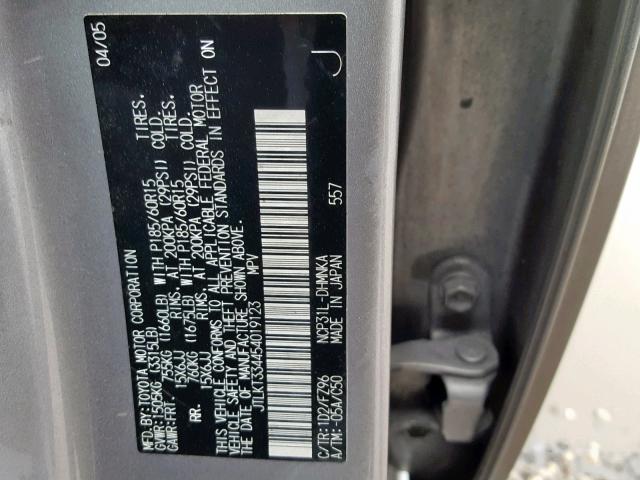 MFD. BY: TOYOTA MOTOR CORPORATION 04/05
GVWR: 1505KG (3315LB)
GAWR: FRT. 755KG (1660LB) WITH P185/60R15 TIRES,
15X6JJ RIMS, AT 200KPA (29PSI) COLD.
RR. 760KG (1675LB) WITH P185/60R15 TIRES,
15X6JJ RIMS, AT 200KPA (29PSI) COLD.
THIS VEHICLE CONFORMS TO ALL APPLICABLE FEDERAL MOTOR
VEHICLE SAFETY AND THEFT PREVENTION STANDARDS IN EFFECT ON
THE DATE OF MANUFACTURE SHOWN ABOVE.
JTLKT334454019123 MPV
C/TR: 1D2/FZ96 NCP31L-DHMNKA 557
A/TM: -05A/C50 MADE IN JAPAN
J